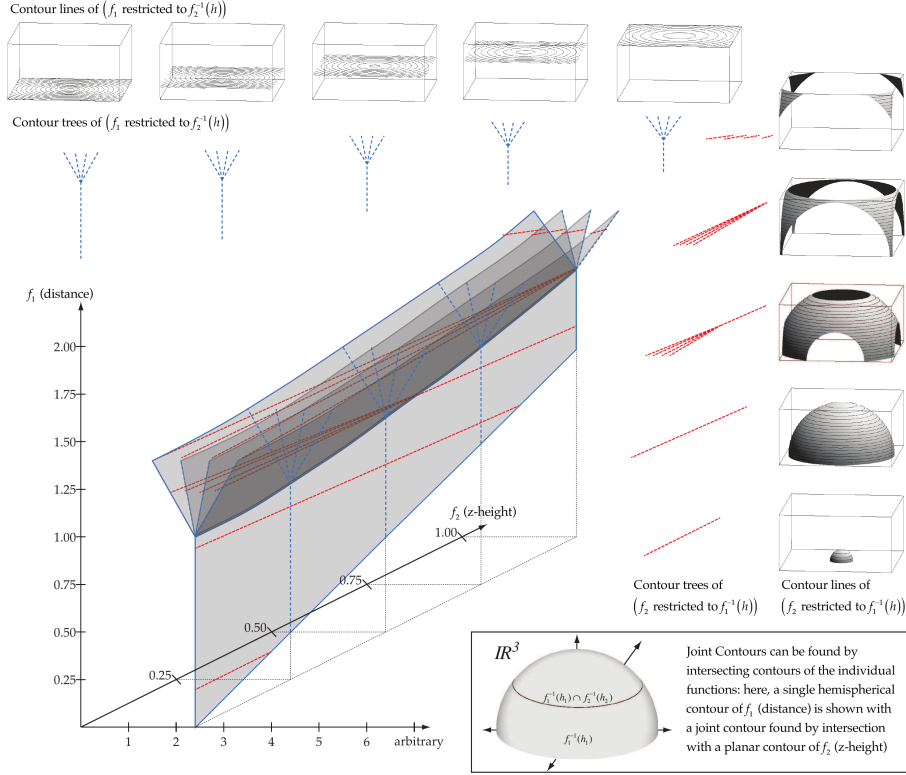 Contour lines of (f₁ restricted to f₂⁻¹(h))
Contour trees of (f₁ restricted to f₂⁻¹(h))
f₁ (distance)
2.00
1.75
1.50
1.25
1.00
0.75
0.50
0.25
f₂ (z-height)
1.00
0.75
0.50
0.25
1 2 3 4 5 6 arbitrary
Contour trees of
(f₂ restricted to f₁⁻¹(h))
Contour lines of
(f₂ restricted to f₁⁻¹(h))
IR³
f₁⁻¹(h₁) ∩ f₂⁻¹(h₂)
f₁⁻¹(h₁)
Joint Contours can be found by
intersecting contours of the individual
functions: here, a single hemispherical
contour of f₁ (distance) is shown with
a joint contour found by intersection
with a planar contour of f₂ (z-height)